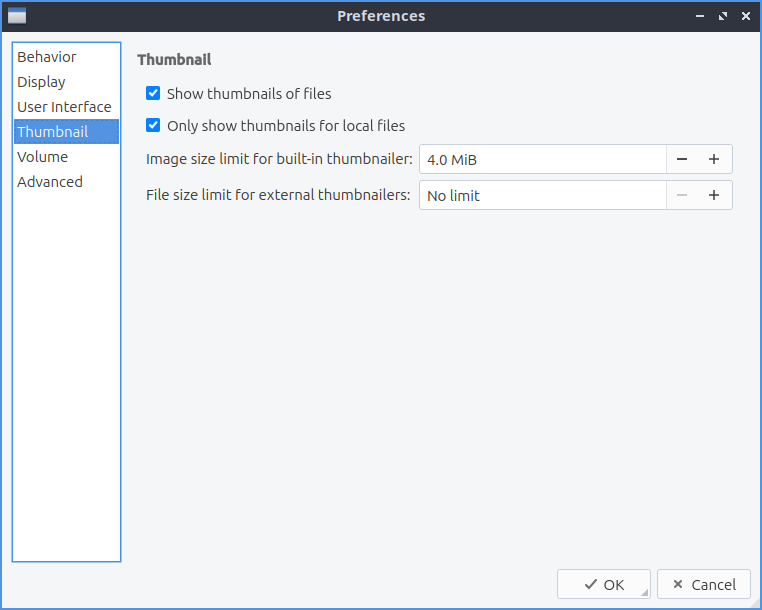 Preferences
Behavior
Display
User Interface
Thumbnail
Volume
Advanced
Thumbnail
Show thumbnails of files
Only show thumbnails for local files
Image size limit for built-in thumbnailer: 4.0 MiB
File size limit for external thumbnailers: No limit
OK
Cancel